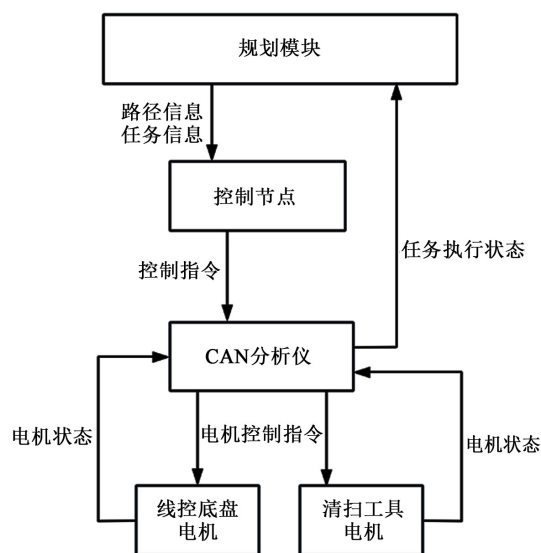 规划模块
路径信息
任务信息
控制节点
控制指令
任务执行状态
CAN分析仪
电机状态
电机控制指令
电机状态
线控底盘
电机
清扫工具
电机